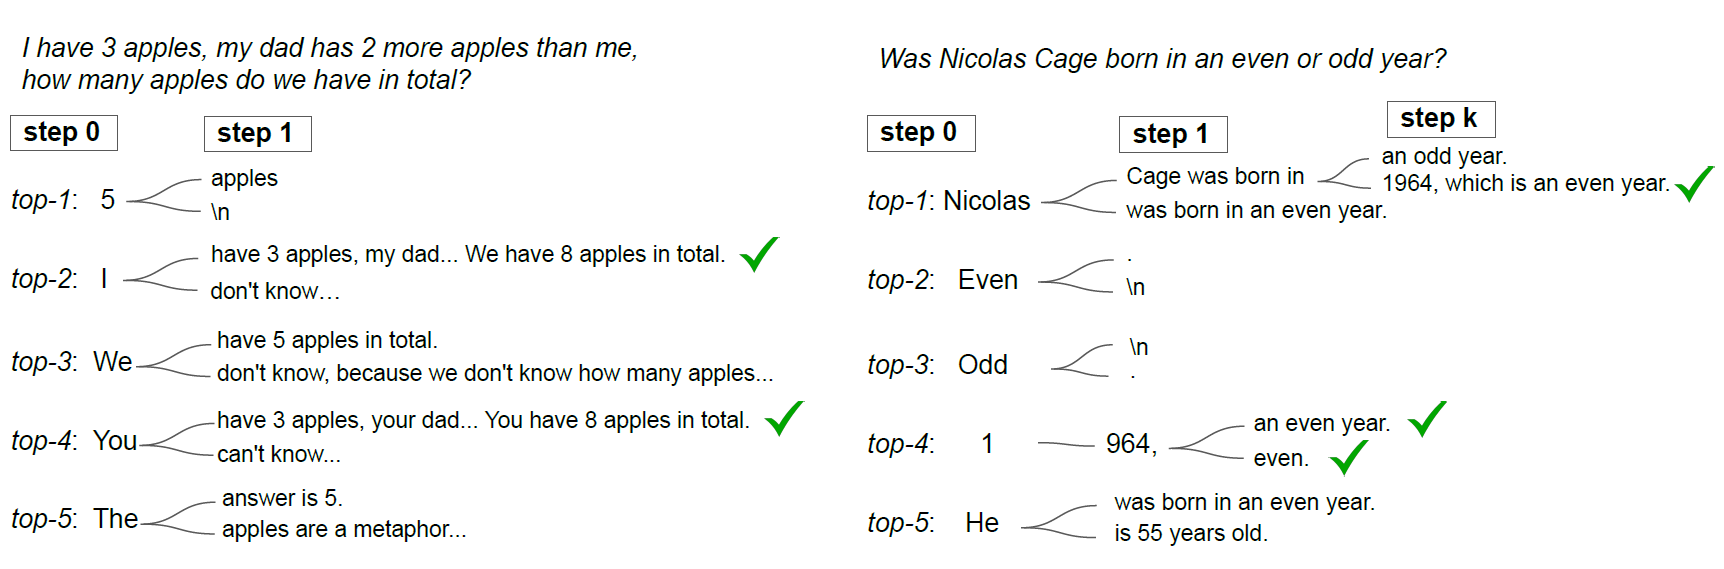 I have 3 apples, my dad has 2 more apples than me,
how many apples do we have in total?
step 0
step 1
top-1: 5
apples
\n
top-2: I
have 3 apples, my dad... We have 8 apples in total.
don't know...
top-3: We
have 5 apples in total.
don't know, because we don't know how many apples...
top-4: You
have 3 apples, your dad... You have 8 apples in total.
can't know...
top-5: The
answer is 5.
apples are a metaphor...
Was Nicolas Cage born in an even or odd year?
step 0
step 1
step k
top-1: Nicolas
Cage was born in
an odd year.
1964, which is an even year.
was born in an even year.
top-2: Even
.
\n
top-3: Odd
\n
.
top-4: 1
964,
an even year.
even.
top-5: He
was born in an even year.
is 55 years old.